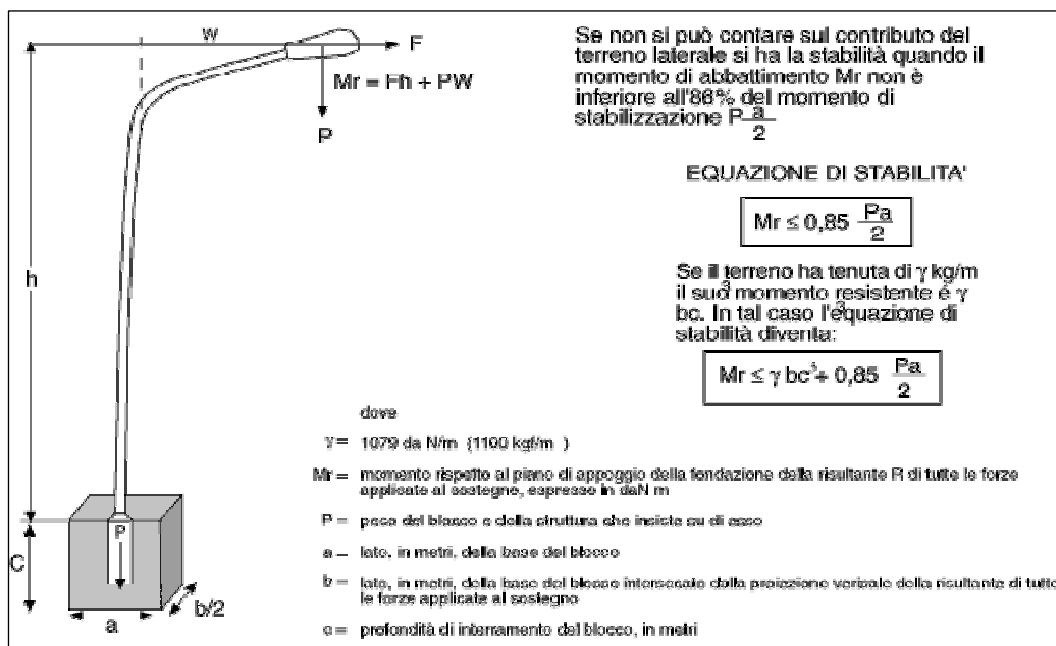 W
F
Mr = Fh + PW
P
h
P
C
a
b/2
Se non si può contare sul contributo del
terreno laterale si ha la stabilità quando il
momento di abbattimento Mr non è
inferiore all'86% del momento di
stabilizzazione P a/2
EQUAZIONE DI STABILITA'
Mr ≤ 0,85 Pa/2
Se il terreno ha tenuta di γ kg/m
il suo³ momento resistente é γ
bc. In tal caso l'e³quazione di
stabilità diventa:
Mr ≤ γ bc³+ 0,85 Pa/2
dove
γ = 1079 da N/m (1100 kgf/m )
Mr = momento rispetto al piano di appoggio della fondazione della risultante R di tutte le forze
applicate al sostegno, espresso in daN m
P = peso del blocco e della struttura che insiste su di esso
a = lato, in metri, della base del blocco
b = lato, in metri, della base del blocco intersecato dalla proiezione verticale della risultante di tutte
le forze applicate al sostegno
c = profondità di interramento del blocco, in metri